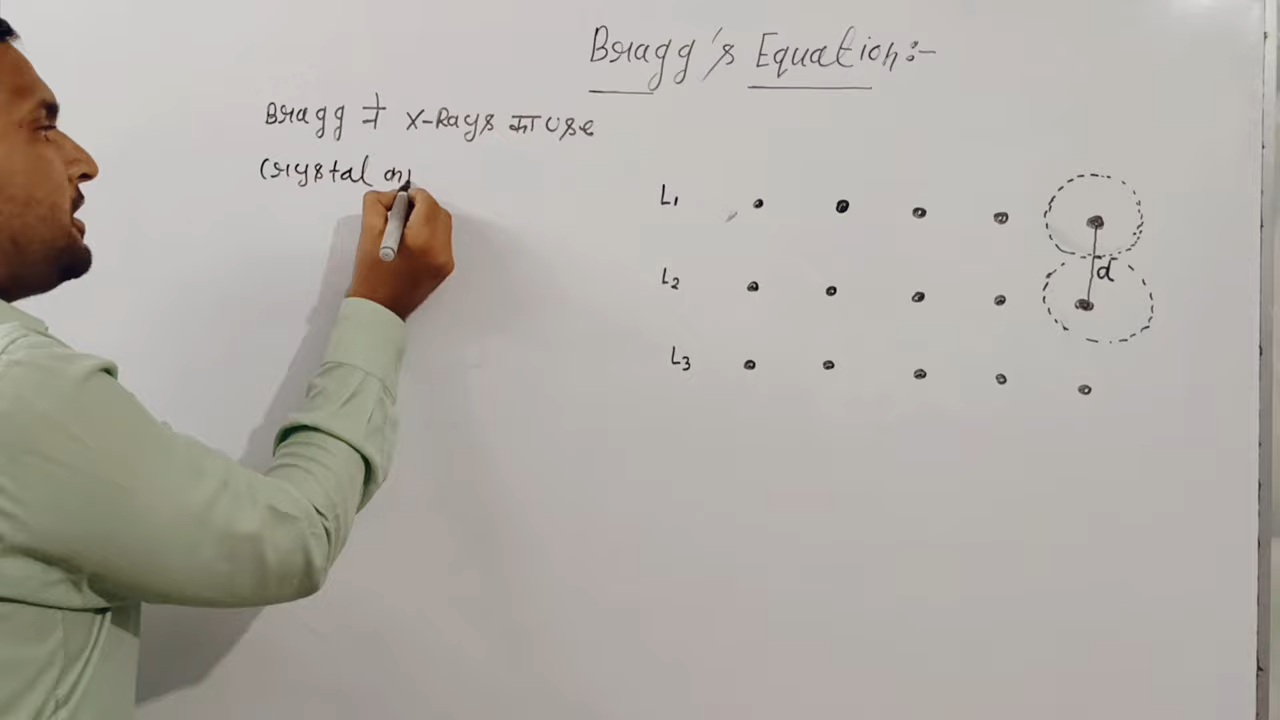 Bragg's Equation:-
Bragg ने X-Rays का use
Crystal
L1
L2
L3
d